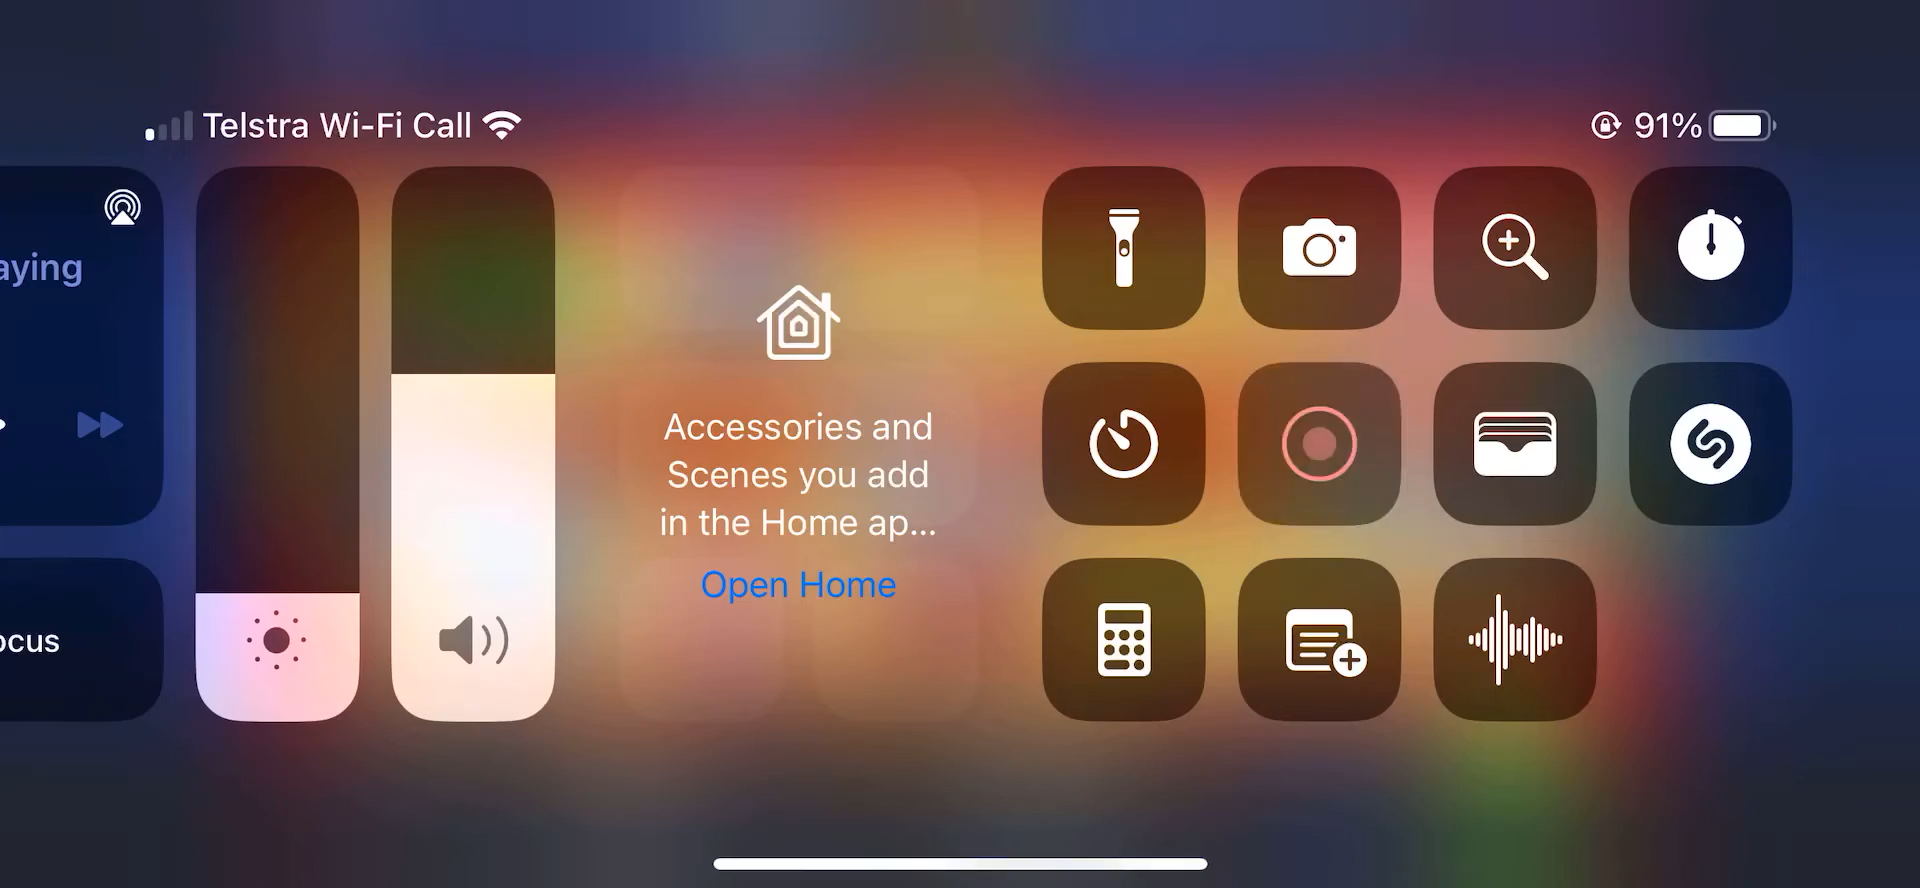 Telstra Wi-Fi Call
91%
aying
ocus
Accessories and
Scenes you add
in the Home ap...
Open Home